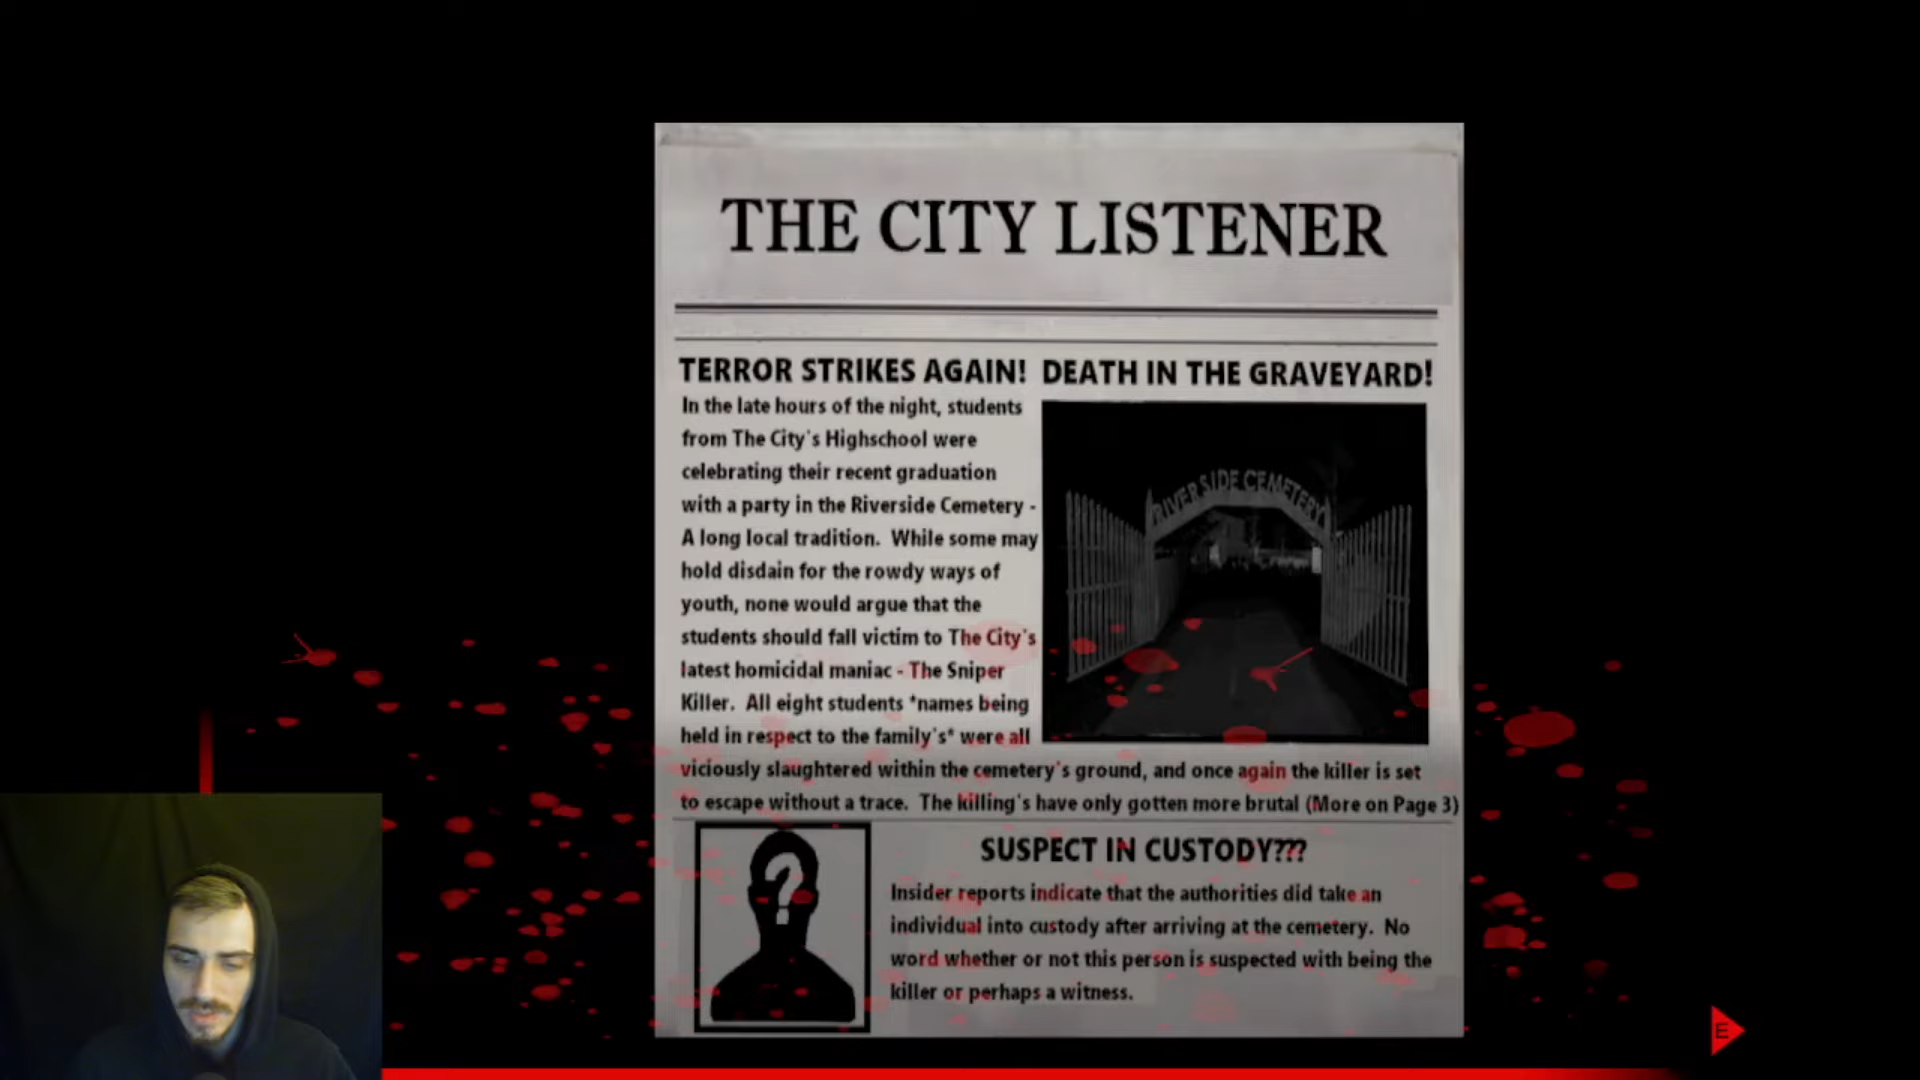 THE CITY LISTENER
TERROR STRIKES AGAIN!
In the late hours of the night, students
from The City's Highschool were
celebrating their recent graduation
with a party in the Riverside Cemetery -
A long local tradition.  While some may
hold disdain for the rowdy ways of
youth, none would argue that the
students should fall victim to The City's
latest homicidal maniac - The Sniper
Killer.  All eight students *names being
held in respect to the family's* were all
viciously slaughtered within the cemetery's ground, and once again the killer is set
to escape without a trace.  The killing's have only gotten more brutal (More on Page 3)
DEATH IN THE GRAVEYARD!
RIVERSIDE CEMETERY
?
SUSPECT IN CUSTODY???
Insider reports indicate that the authorities did take an
individual into custody after arriving at the cemetery.  No
word whether or not this person is suspected with being the
killer or perhaps a witness.
E